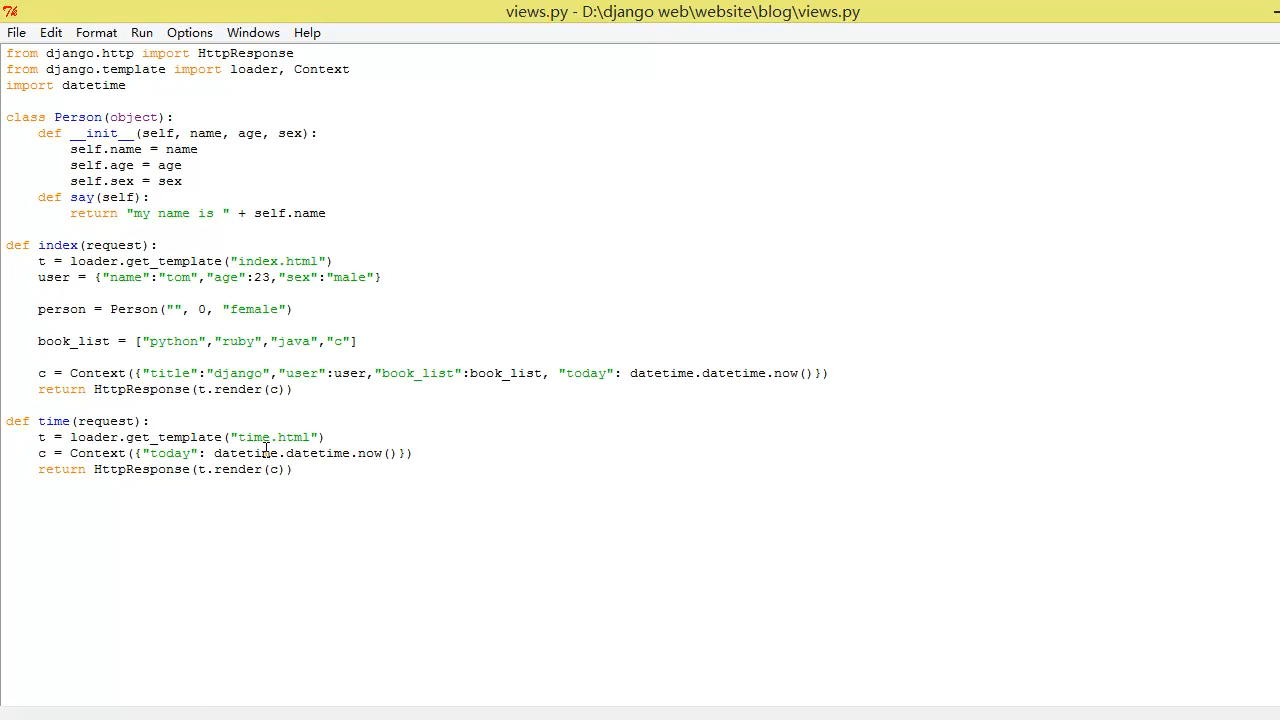 views.py - D:\django web\website\blog\views.py
File Edit Format Run Options Windows Help
from django.http import HttpResponse
from django.template import loader, Context
import datetime
class Person(object):
    def __init__(self, name, age, sex):
        self.name = name
        self.age = age
        self.sex = sex
    def say(self):
        return "my name is " + self.name
def index(request):
    t = loader.get_template("index.html")
    user = {"name":"tom","age":23,"sex":"male"}
    person = Person("", 0, "female")
    book_list = ["python","ruby","java","c"]
    c = Context({"title":"django","user":user,"book_list":book_list, "today": datetime.datetime.now()})
    return HttpResponse(t.render(c))
def time(request):
    t = loader.get_template("time.html")
    c = Context({"today": datetime.datetime.now()})
    return HttpResponse(t.render(c))